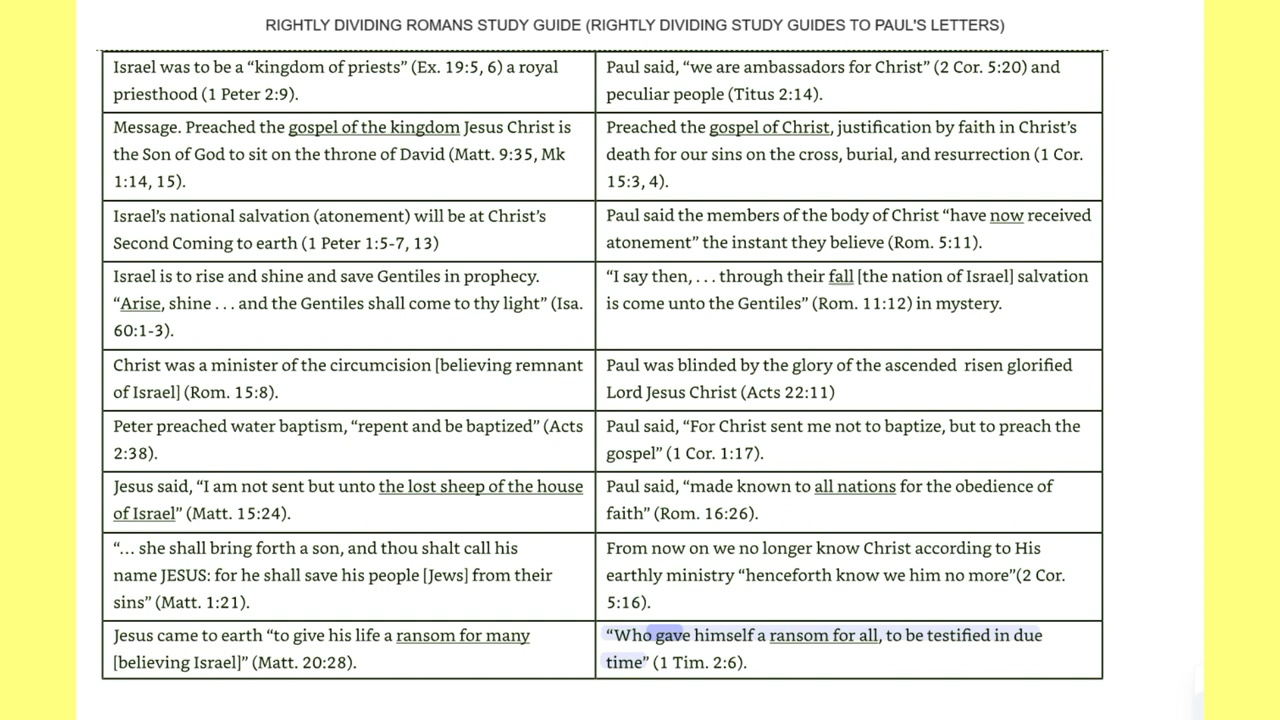 RIGHTLY DIVIDING ROMANS STUDY GUIDE (RIGHTLY DIVIDING STUDY GUIDES TO PAUL'S LETTERS)
Israel was to be a “kingdom of priests” (Ex. 19:5, 6) a royal
priesthood (1 Peter 2:9).
Paul said, “we are ambassadors for Christ” (2 Cor. 5:20) and
peculiar people (Titus 2:14).
Message. Preached the gospel of the kingdom Jesus Christ is
the Son of God to sit on the throne of David (Matt. 9:35, Mk
1:14, 15).
Preached the gospel of Christ, justification by faith in Christ’s
death for our sins on the cross, burial, and resurrection (1 Cor.
15:3, 4).
Israel’s national salvation (atonement) will be at Christ’s
Second Coming to earth (1 Peter 1:5-7, 13)
Paul said the members of the body of Christ “have now received
atonement” the instant they believe (Rom. 5:11).
Israel is to rise and shine and save Gentiles in prophecy.
“Arise, shine . . . and the Gentiles shall come to thy light” (Isa.
60:1-3).
“I say then, . . . through their fall [the nation of Israel] salvation
is come unto the Gentiles” (Rom. 11:12) in mystery.
Christ was a minister of the circumcision [believing remnant
of Israel] (Rom. 15:8).
Paul was blinded by the glory of the ascended risen glorified
Lord Jesus Christ (Acts 22:11)
Peter preached water baptism, “repent and be baptized” (Acts
2:38).
Paul said, “For Christ sent me not to baptize, but to preach the
gospel” (1 Cor. 1:17).
Jesus said, “I am not sent but unto the lost sheep of the house
of Israel” (Matt. 15:24).
Paul said, “made known to all nations for the obedience of
faith” (Rom. 16:26).
“... she shall bring forth a son, and thou shalt call his
name JESUS: for he shall save his people [Jews] from their
sins” (Matt. 1:21).
From now on we no longer know Christ according to His
earthly ministry “henceforth know we him no more”(2 Cor.
5:16).
Jesus came to earth “to give his life a ransom for many
[believing Israel]” (Matt. 20:28).
“Who gave himself a ransom for all, to be testified in due
time” (1 Tim. 2:6).